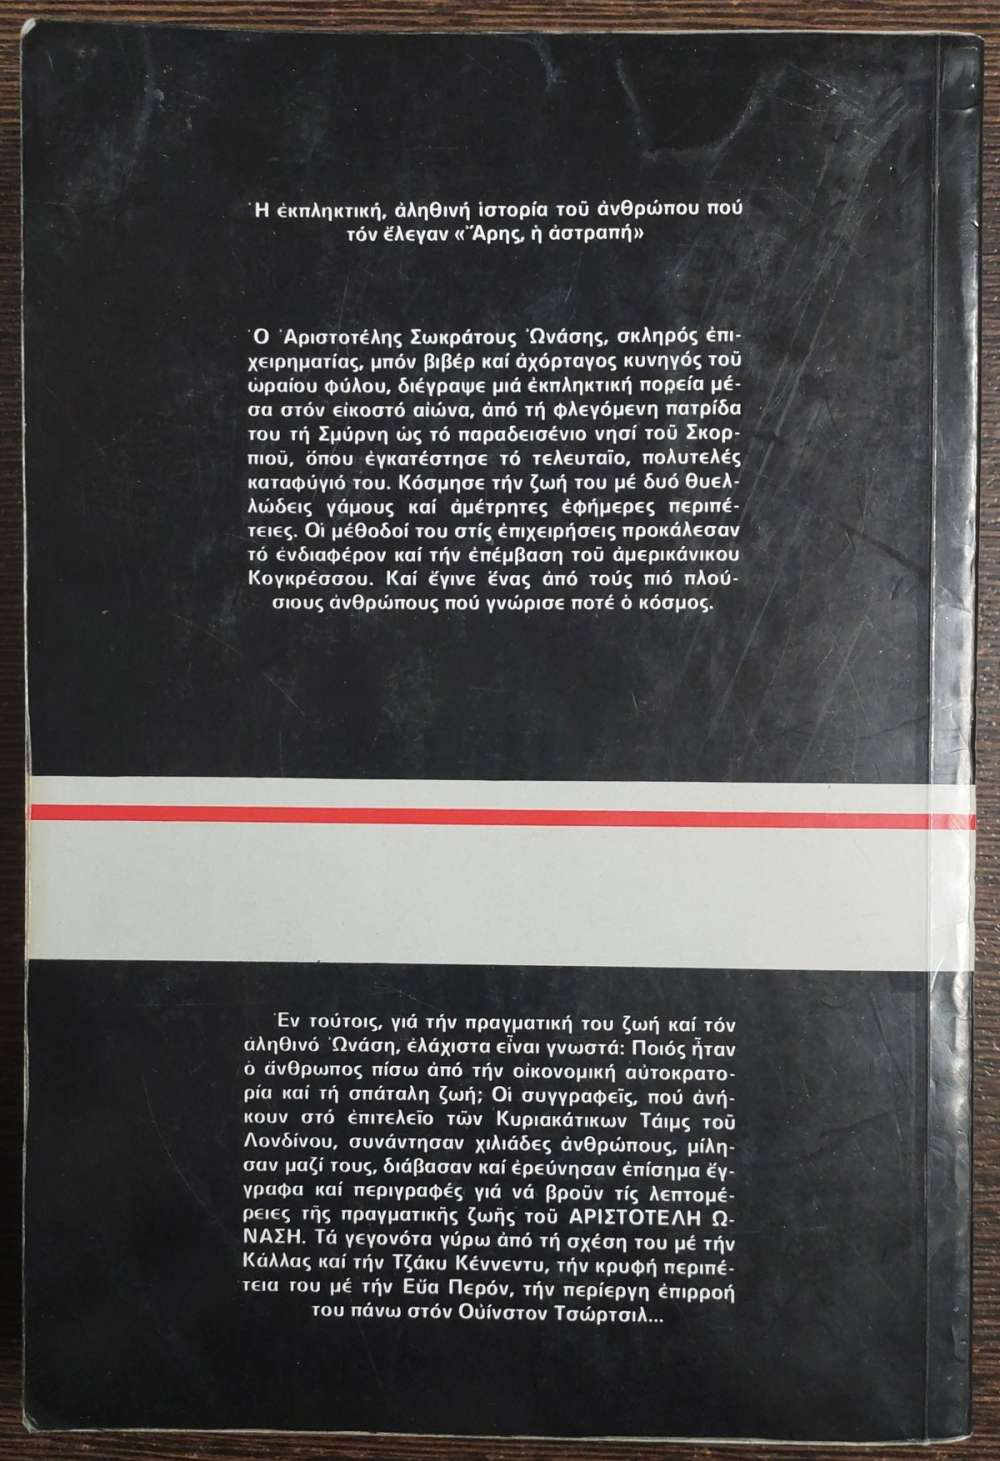 Ἡ ἐκπληκτική, ἀληθινή ἱστορία τοῦ ἀνθρώπου πού
τόν ἔλεγαν «Ἄρης, ἡ ἀστραπή»
Ὁ Ἀριστοτέλης Σωκράτους Ὠνάσης, σκληρός ἐπι-
χειρηματίας, μπόν βιβέρ καί ἀχόρταγος κυνηγός τοῦ
ὡραίου φύλου, διέγραψε μιά ἐκπληκτική πορεία μέ-
σα στόν εἰκοστό αἰώνα, ἀπό τή φλεγόμενη πατρίδα
του τή Σμύρνη ὡς τό παραδεισένιο νησί τοῦ Σκορ-
πιοῦ, ὅπου ἐγκατέστησε τό τελευταῖο, πολυτελές
καταφύγιό του. Κόσμησε τήν ζωή του μέ δυό θυελ-
λώδεις γάμους καί ἀμέτρητες ἐφήμερες περιπέ-
τειες. Οἱ μέθοδοί του στίς ἐπιχειρήσεις προκάλεσαν
τό ἐνδιαφέρον καί τήν ἐπέμβαση τοῦ ἀμερικάνικου
Κογκρέσσου. Καί ἔγινε ἕνας ἀπό τούς πιό πλού-
σιους ἀνθρώπους πού γνώρισε ποτέ ὁ κόσμος.
Ἐν τούτοις, γιά τήν πραγματική του ζωή καί τόν
ἀληθινό Ὠνάση, ἐλάχιστα εἶναι γνωστά: Ποιός ἦταν
ὁ ἄνθρωπος πίσω ἀπό τήν οἰκονομική αὐτοκρατο-
ρία καί τή σπάταλη ζωή; Οἱ συγγραφεῖς, πού ἀνή-
κουν στό ἐπιτελεῖο τῶν Κυριακάτικων Τάιμς τοῦ
Λονδίνου, συνάντησαν χιλιάδες ἀνθρώπους, μίλη-
σαν μαζί τους, διάβασαν καί ἐρεύνησαν ἐπίσημα ἔγ-
γραφα καί περιγραφές γιά νά βροῦν τίς λεπτομέ-
ρειες τῆς πραγματικῆς ζωῆς τοῦ ΑΡΙΣΤΟΤΕΛΗ Ω-
ΝΑΣΗ. Τά γεγονότα γύρω ἀπό τή σχέση του μέ τήν
Κάλλας καί τήν Τζάκυ Κέννεντυ, τήν κρυφή περιπέ-
τεια του μέ τήν Εὔα Περόν, τήν περίεργη ἐπιρροή
του πάνω στόν Οὐίνστον Τσώρτσιλ...